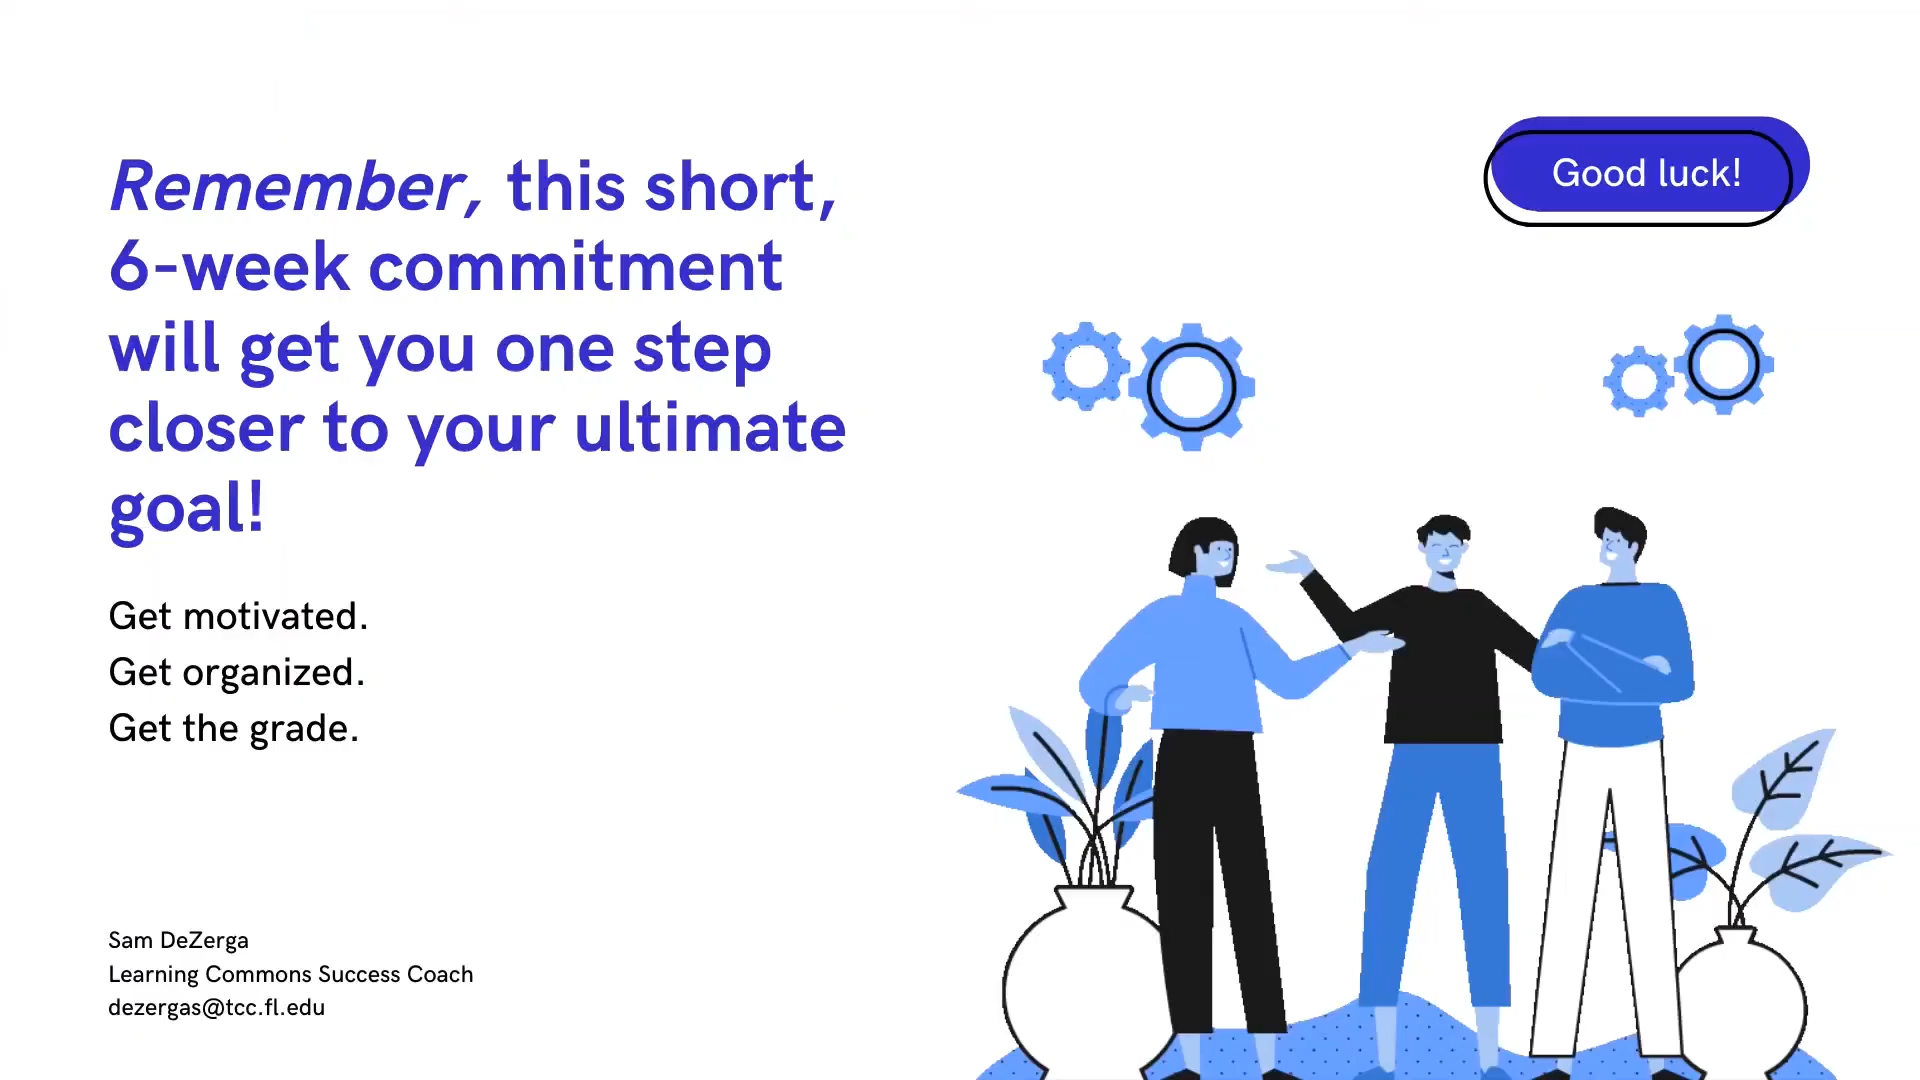 Remember, this short,
6-week commitment
will get you one step
closer to your ultimate
goal!
Good luck!
Get motivated.
Get organized.
Get the grade.
Sam DeZerga
Learning Commons Success Coach
dezergas@tcc.fl.edu